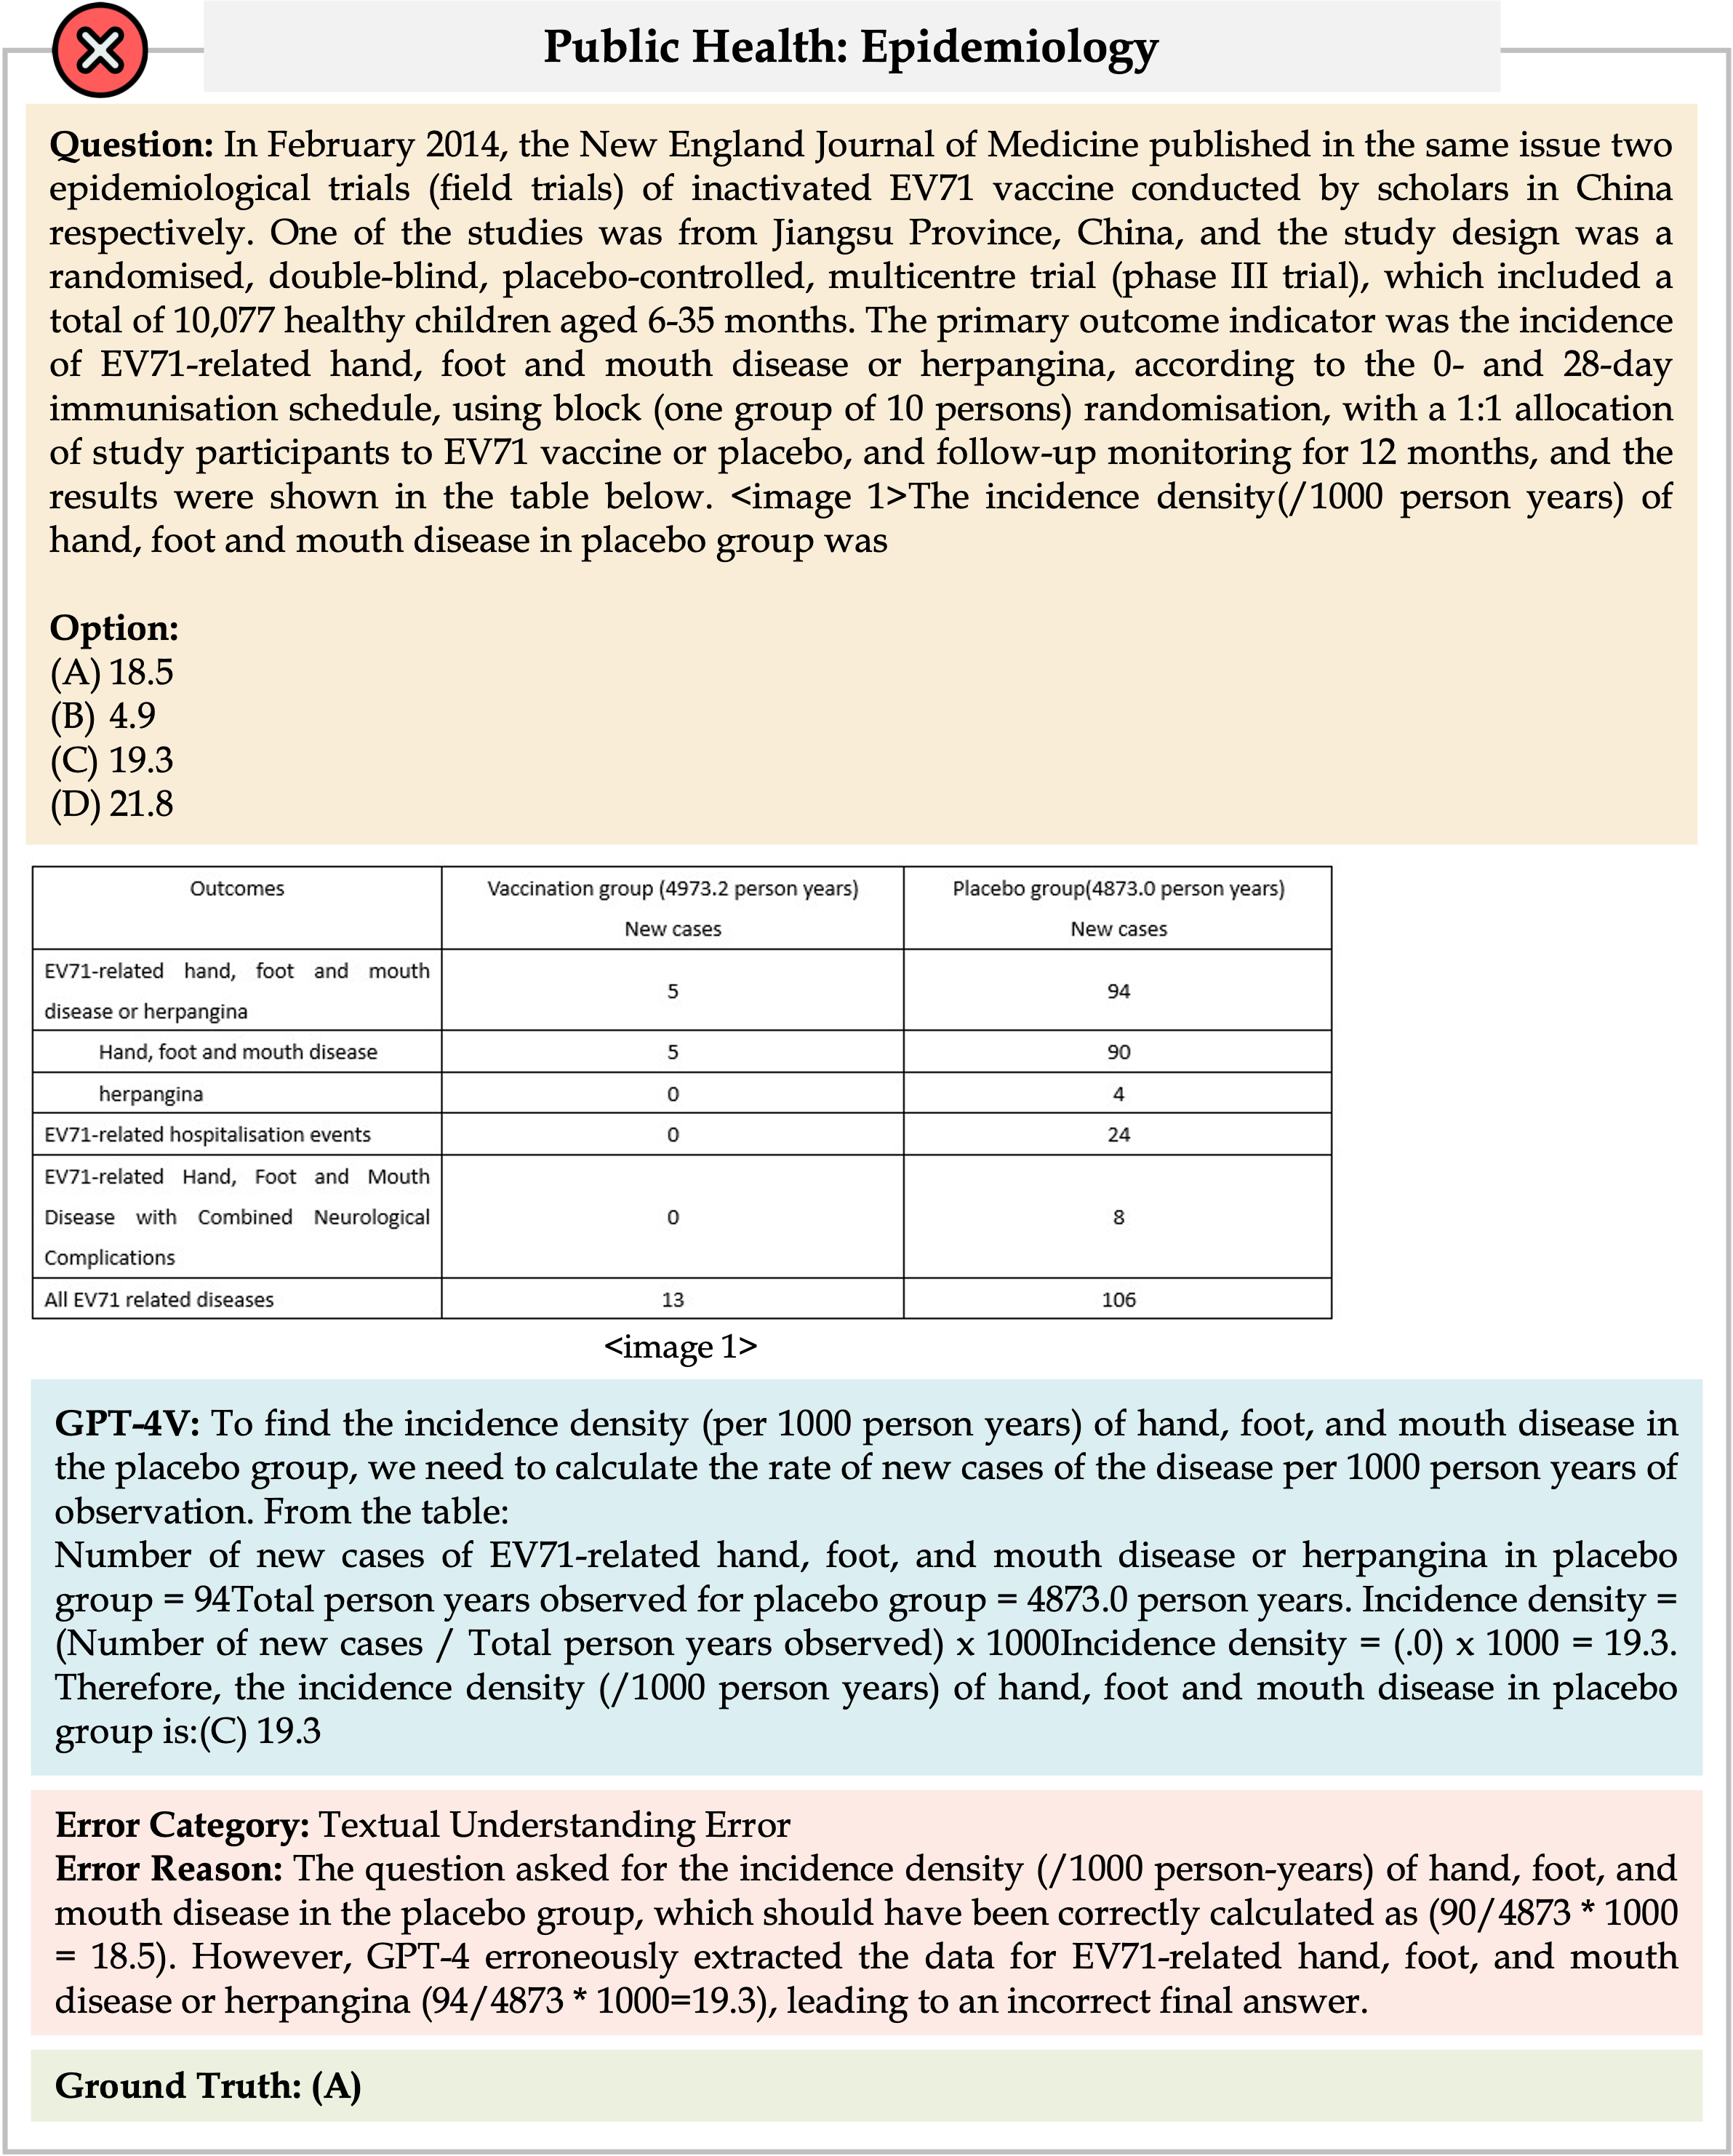 Public Health: Epidemiology
Question: In February 2014, the New England Journal of Medicine published in the same issue two
epidemiological trials (field trials) of inactivated EV71 vaccine conducted by scholars in China
respectively. One of the studies was from Jiangsu Province, China, and the study design was a
randomised, double-blind, placebo-controlled, multicentre trial (phase III trial), which included a
total of 10,077 healthy children aged 6-35 months. The primary outcome indicator was the incidence
of EV71-related hand, foot and mouth disease or herpangina, according to the 0- and 28-day
immunisation schedule, using block (one group of 10 persons) randomisation, with a 1:1 allocation
of study participants to EV71 vaccine or placebo, and follow-up monitoring for 12 months, and the
results were shown in the table below. <image 1>The incidence density(/1000 person years) of
hand, foot and mouth disease in placebo group was
Option:
(A) 18.5
(B) 4.9
(C) 19.3
(D) 21.8
Outcomes Vaccination group (4973.2 person years) Placebo group(4873.0 person years)
New cases New cases
EV71-related hand, foot and mouth
disease or herpangina 5 94
Hand, foot and mouth disease 5 90
herpangina 0 4
EV71-related hospitalisation events 0 24
EV71-related Hand, Foot and Mouth
Disease with Combined Neurological 0 8
Complications
All EV71 related diseases 13 106
<image 1>
GPT-4V: To find the incidence density (per 1000 person years) of hand, foot, and mouth disease in
the placebo group, we need to calculate the rate of new cases of the disease per 1000 person years of
observation. From the table:
Number of new cases of EV71-related hand, foot, and mouth disease or herpangina in placebo
group = 94Total person years observed for placebo group = 4873.0 person years. Incidence density =
(Number of new cases / Total person years observed) x 1000Incidence density = (.0) x 1000 = 19.3.
Therefore, the incidence density (/1000 person years) of hand, foot and mouth disease in placebo
group is:(C) 19.3
Error Category: Textual Understanding Error
Error Reason: The question asked for the incidence density (/1000 person-years) of hand, foot, and
mouth disease in the placebo group, which should have been correctly calculated as (90/4873 * 1000
= 18.5). However, GPT-4 erroneously extracted the data for EV71-related hand, foot, and mouth
disease or herpangina (94/4873 * 1000=19.3), leading to an incorrect final answer.
Ground Truth: (A)